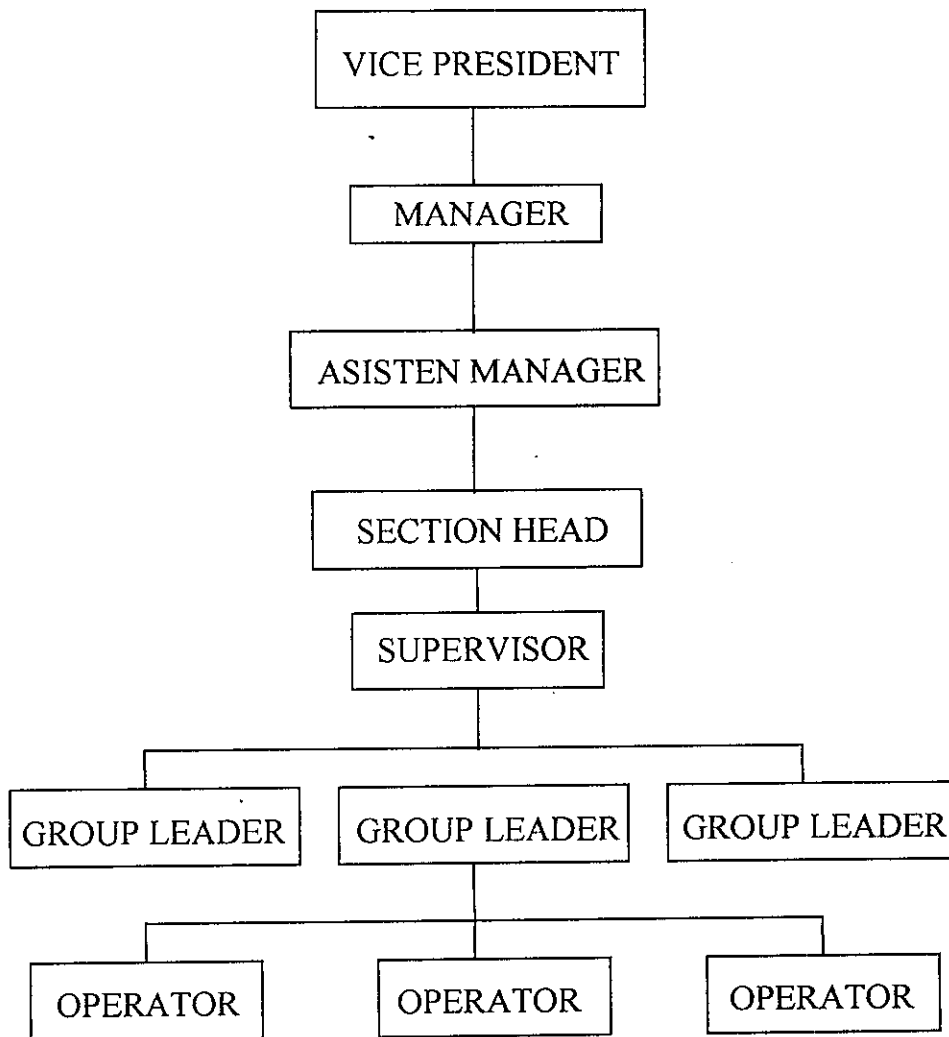 VICE PRESIDENT
MANAGER
ASISTEN MANAGER
SECTION HEAD
SUPERVISOR
GROUP LEADER
GROUP LEADER
GROUP LEADER
OPERATOR
OPERATOR
OPERATOR